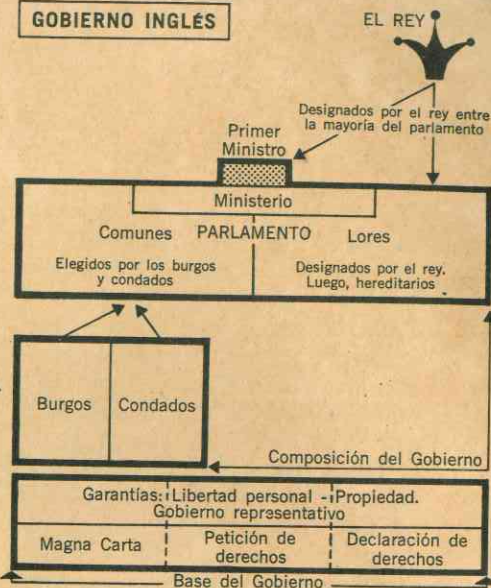 GOBIERNO INGLÉS
EL REY
Designados por el rey entre
la mayoría del parlamento
Primer
Ministro
Ministerio
Comunes PARLAMENTO Lores
Elegidos por los burgos
y condados
Designados por el rey.
Luego, hereditarios.
Burgos
Condados
Composición del Gobierno
Garantías: Libertad personal - Propiedad.
Gobierno representativo
Magna Carta
Petición de
derechos
Declaración de
derechos
Base del Gobierno